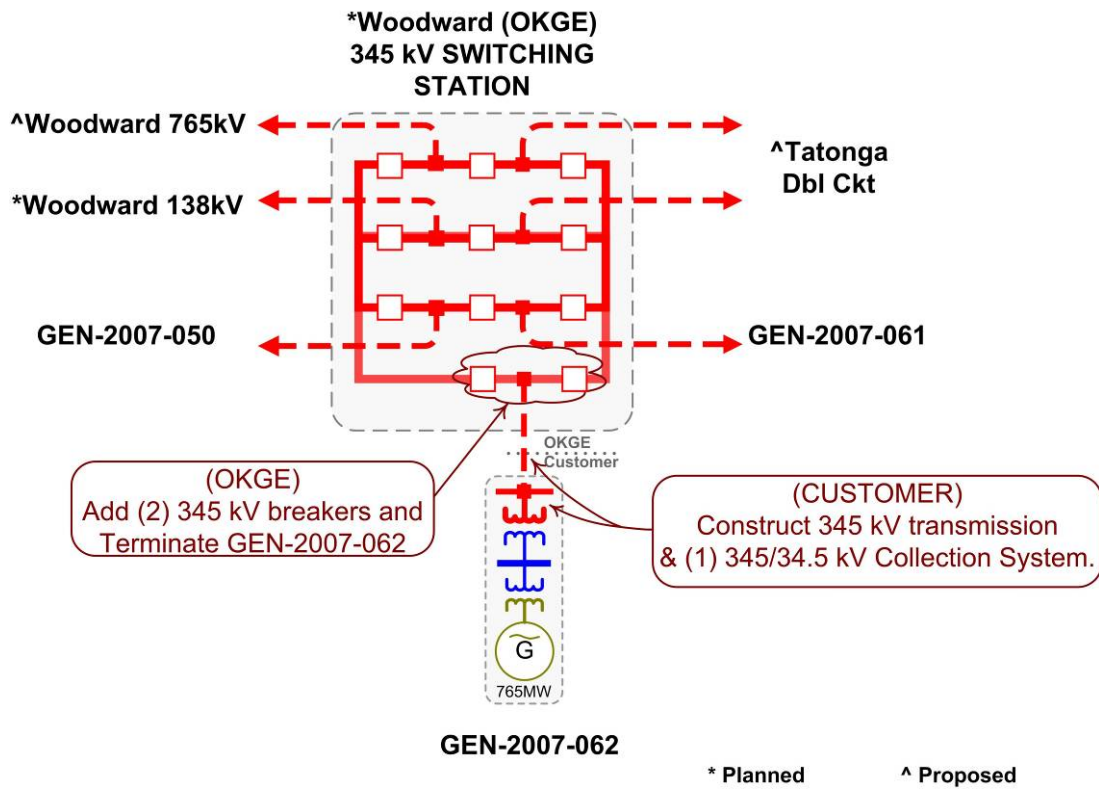 *Woodward (OKGE)
345 kV SWITCHING
STATION
^Woodward 765kV
^Tatonga
Dbl Ckt
*Woodward 138kV
GEN-2007-050
GEN-2007-061
OKGE
Customer
(OKGE)
Add (2) 345 kV breakers and
Terminate GEN-2007-062
(CUSTOMER)
Construct 345 kV transmission
& (1) 345/34.5 kV Collection System.
G
765MW
GEN-2007-062
* Planned
^ Proposed